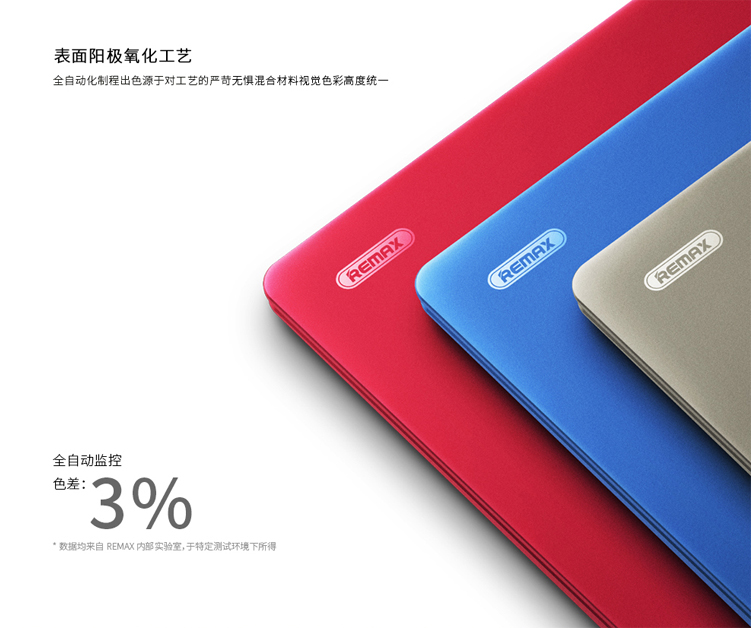 表面阳极氧化工艺
全自动化制程出色源于对工艺的严苛无惧混合材料视觉色彩高度统一
REMAX
REMAX
REMAX
全自动监控
色差：3%
* 数据均来自 REMAX 内部实验室，于特定测试环境下所得